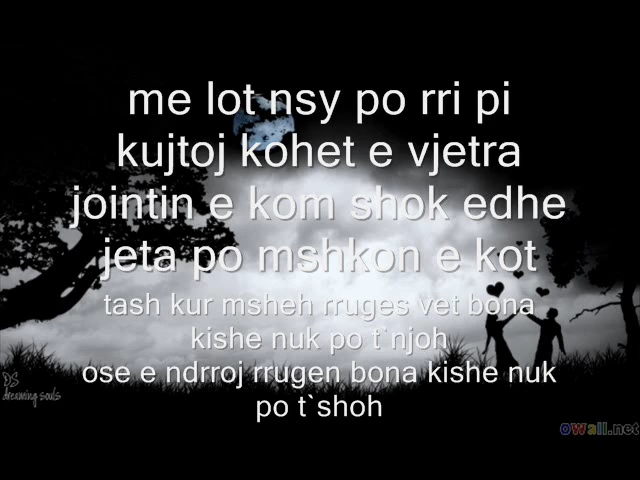 me lot nsy po rri pi
kujtoj kohet e vjetra
jointin e kom shok edhe
jeta po mshkon e kot
tash kur msheh rruges vet bona
kishe nuk po t`njoh
ose e ndrroj rrugen bona kishe nuk
po t`shoh
DS
dreaming souls
owall.net